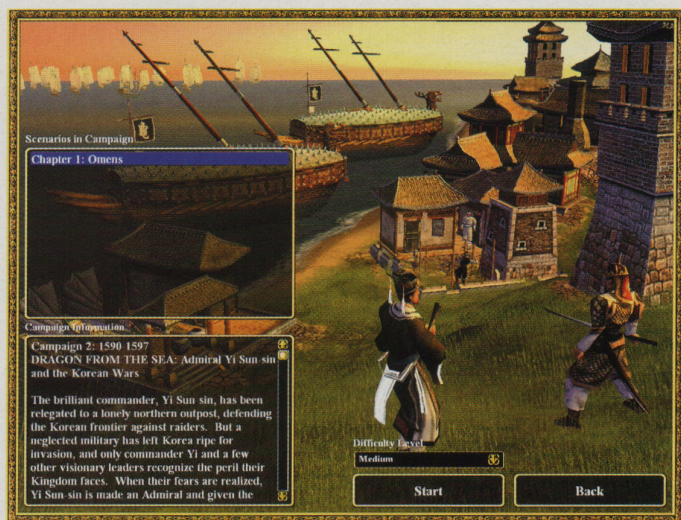 Scenarios in Campaign
Chapter 1: Omens
Campaign Information
Campaign 2: 1590 1597
DRAGON FROM THE SEA: Admiral Yi Sun-sin
and the Korean Wars
The brilliant commander, Yi Sun sin, has been
relegated to a lonely northern outpost, defending
the Korean frontier against raiders. But a
neglected military has left Korea ripe for
invasion, and only commander Yi and a few
other visionary leaders recognize the peril their
Kingdom faces. When their fears are realized,
Yi Sun-sin is made an Admiral and given the
Difficulty Level
Medium
Start
Back